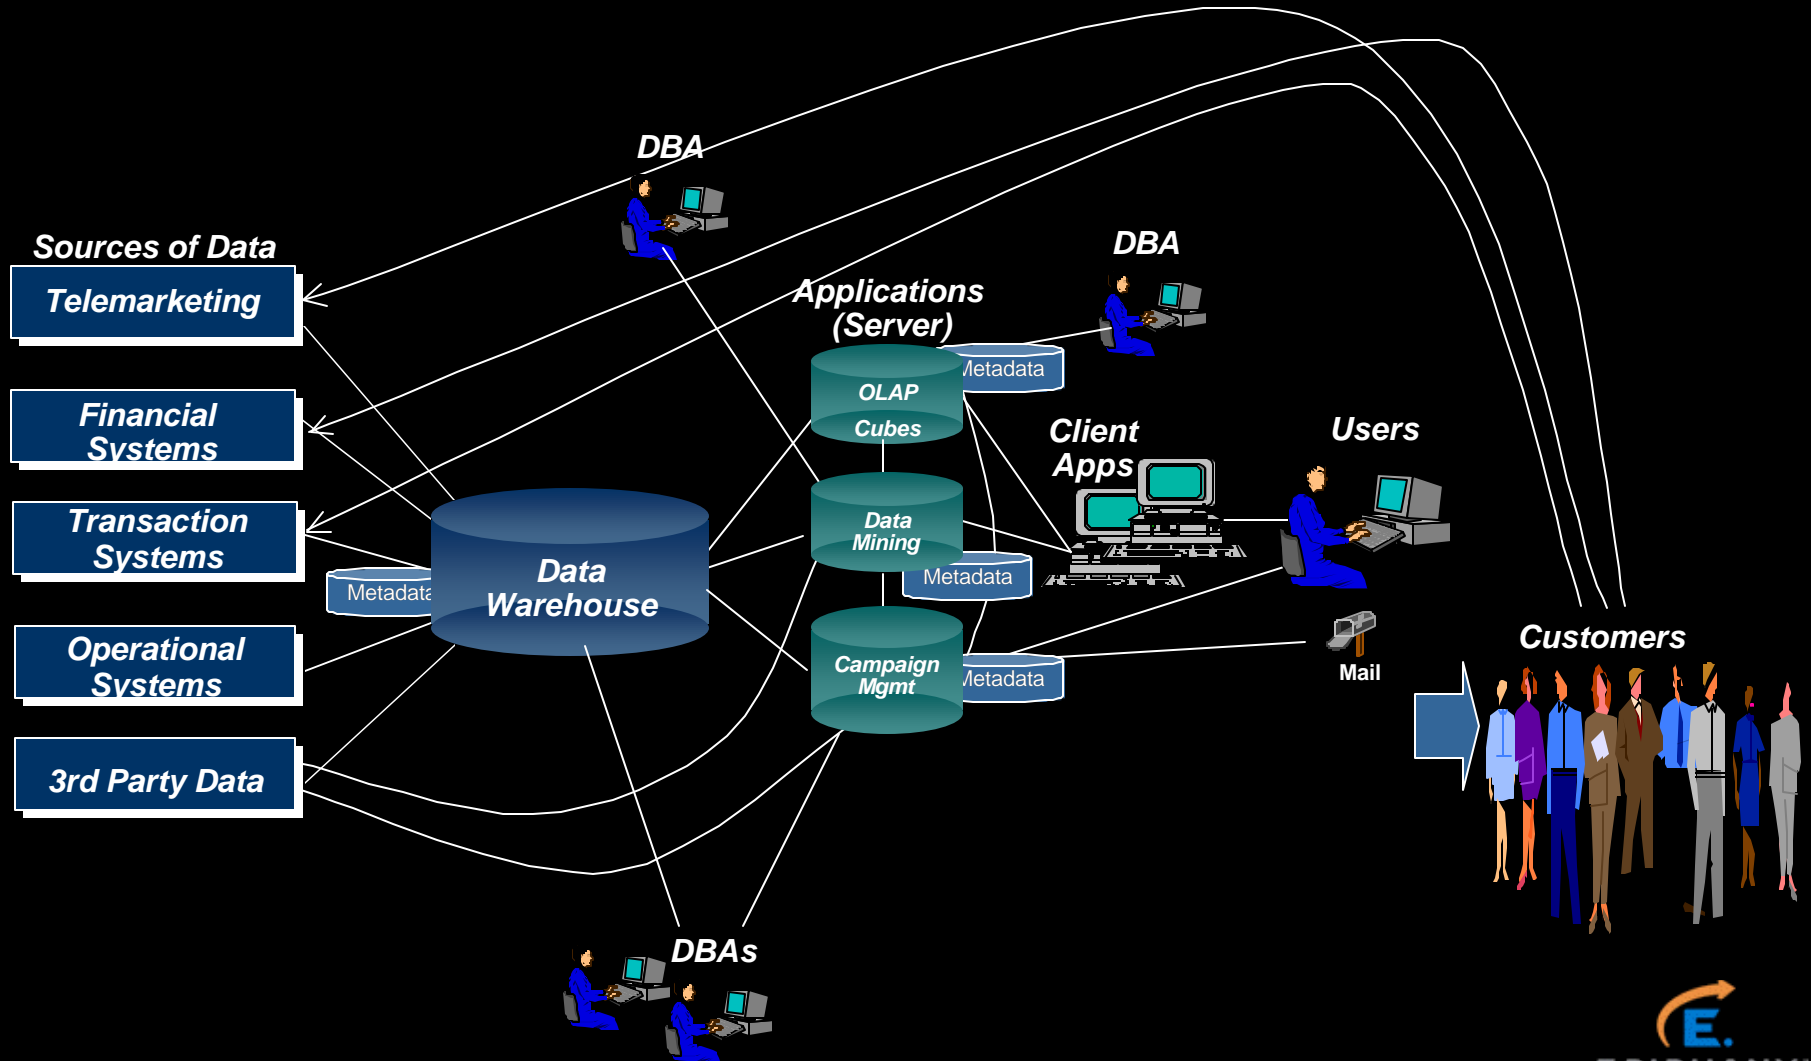 DBA
Sources of Data
Telemarketing
Financial
Systems
Transaction
Systems
Operational
Systems
3rd Party Data
Metadata
Data
Warehouse
Applications
(Server)
OLAP
Cubes
Metadata
Data
Mining
Metadata
Campaign
Mgmt
Metadata
DBA
Client
Apps
Users
Mail
Customers
DBAs
E.